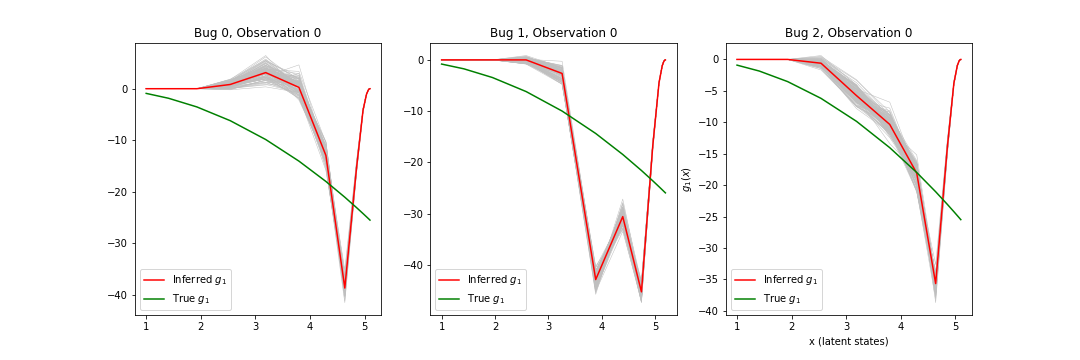 Bug 0, Observation 0
0
−10
−20
−30
−40
1 2 3 4 5
Inferred g₁
True g₁
Bug 1, Observation 0
0
−10
−20
−30
−40
1 2 3 4 5
Inferred g₁
True g₁
Bug 2, Observation 0
g₁(x)
0
−5
−10
−15
−20
−25
−30
−35
−40
1 2 3 4 5
x (latent states)
Inferred g₁
True g₁